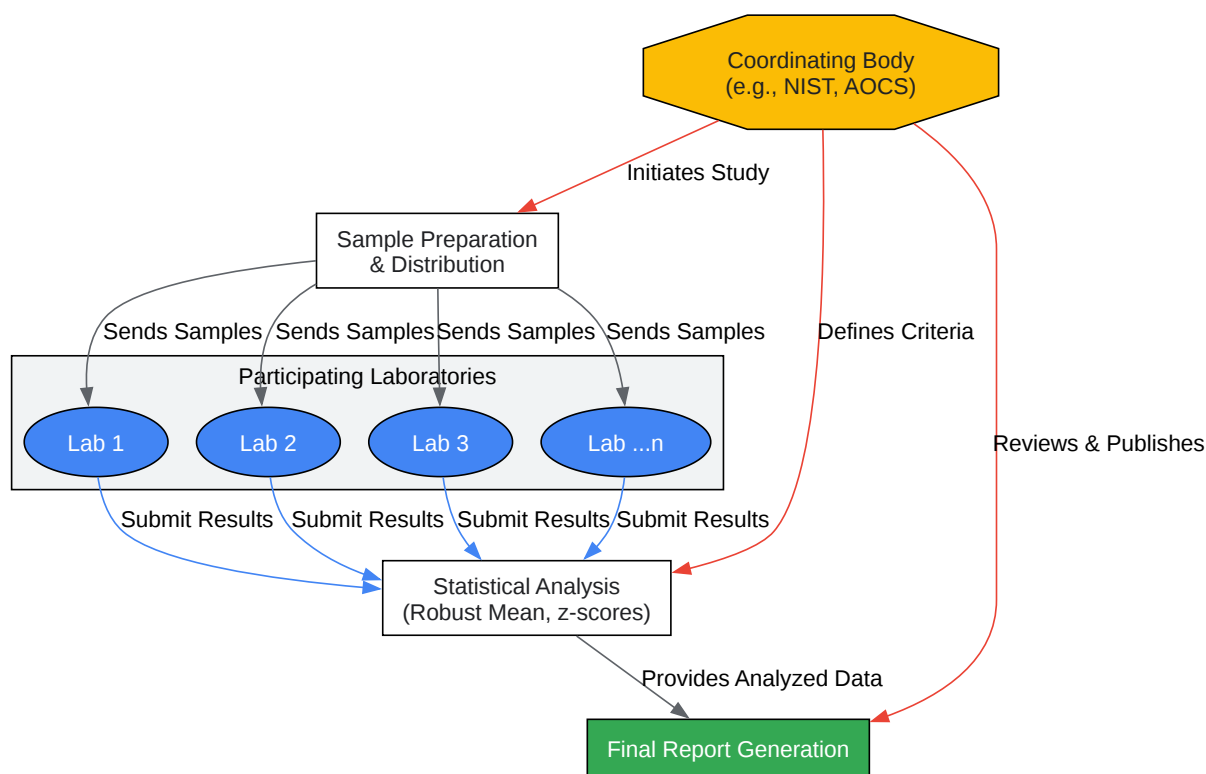 Coordinating Body
(e.g., NIST, AOCS)
Initiates Study
Sample Preparation
& Distribution
Sends Samples
Sends Samples
Sends Samples
Sends Samples
Defines Criteria
Participating Laboratories
Lab 1
Lab 2
Lab 3
Lab ...n
Reviews & Publishes
Submit Results
Submit Results
Submit Results
Submit Results
Statistical Analysis
(Robust Mean, z-scores)
Provides Analyzed Data
Final Report Generation